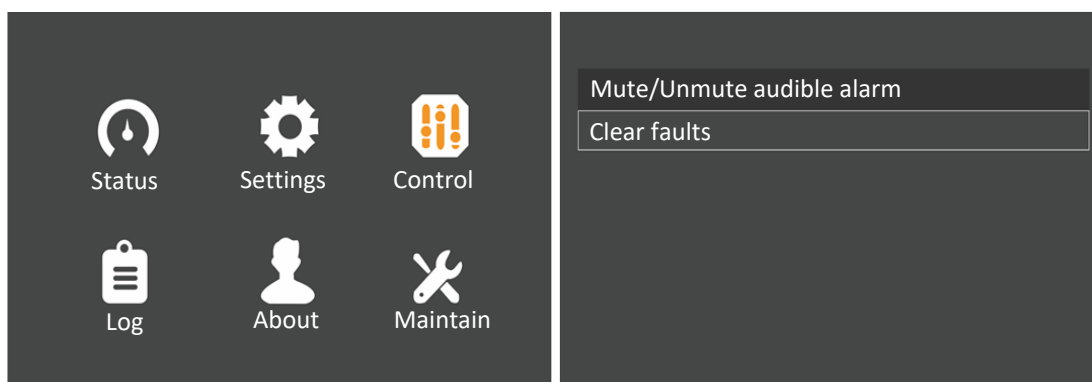 Status
Settings
Control
Log
About
Maintain
Mute/Unmute audible alarm
Clear faults